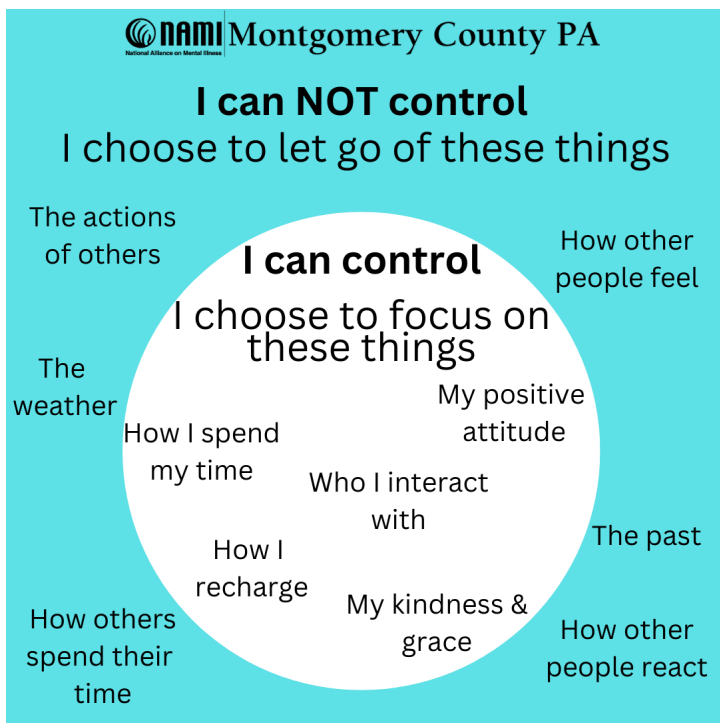 NAMI Montgomery County PA
National Alliance on Mental Illness
I can NOT control
I choose to let go of these things
The actions
of others
How other
people feel
I can control
I choose to focus on
these things
The
weather
My positive
attitude
How I spend
my time
Who I interact
with
The past
How I
recharge
My kindness &
grace
How others
spend their
time
How other
people react